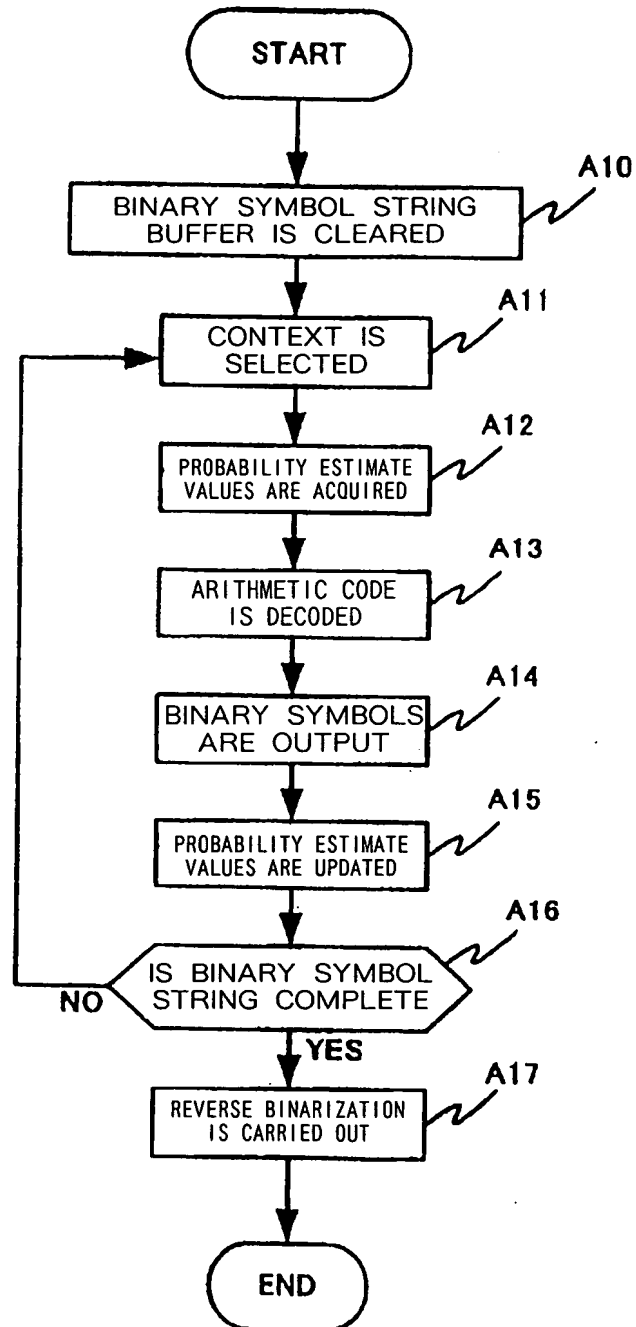 START
A10
BINARY SYMBOL STRING
BUFFER IS CLEARED
A11
CONTEXT IS
SELECTED
A12
PROBABILITY ESTIMATE
VALUES ARE ACQUIRED
A13
ARITHMETIC CODE
IS DECODED
A14
BINARY SYMBOLS
ARE OUTPUT
A15
PROBABILITY ESTIMATE
VALUES ARE UPDATED
A16
IS BINARY SYMBOL
STRING COMPLETE
NO
YES
A17
REVERSE BINARIZATION
IS CARRIED OUT
END